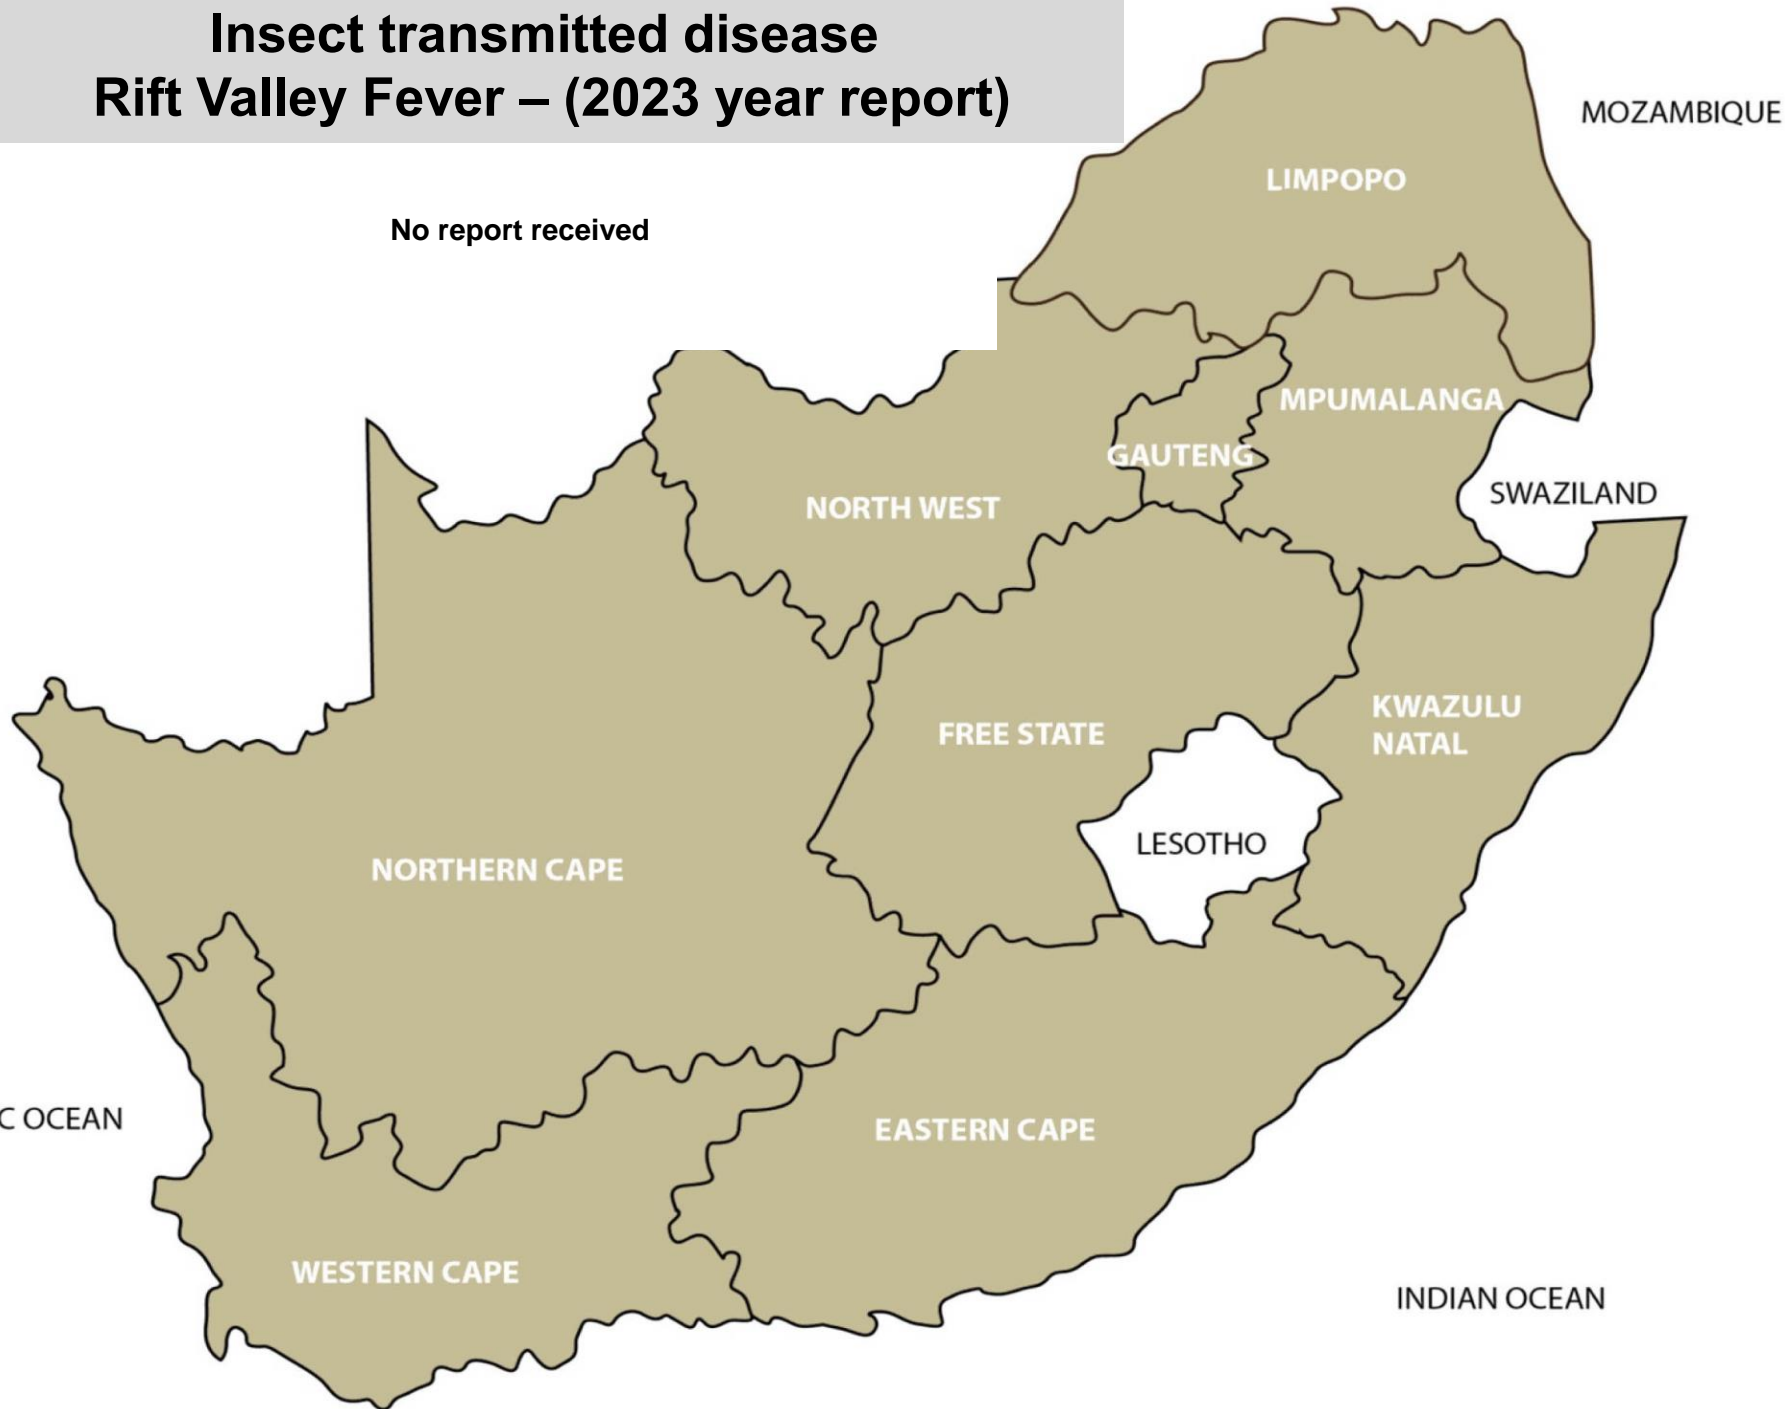 Insect transmitted disease
Rift Valley Fever – (2023 year report)
MOZAMBIQUE
LIMPOPO
No report received
MPUMALANGA
GAUTENG
SWAZILAND
NORTH WEST
KWAZULU
NATAL
FREE STATE
LESOTHO
NORTHERN CAPE
C OCEAN
EASTERN CAPE
WESTERN CAPE
INDIAN OCEAN